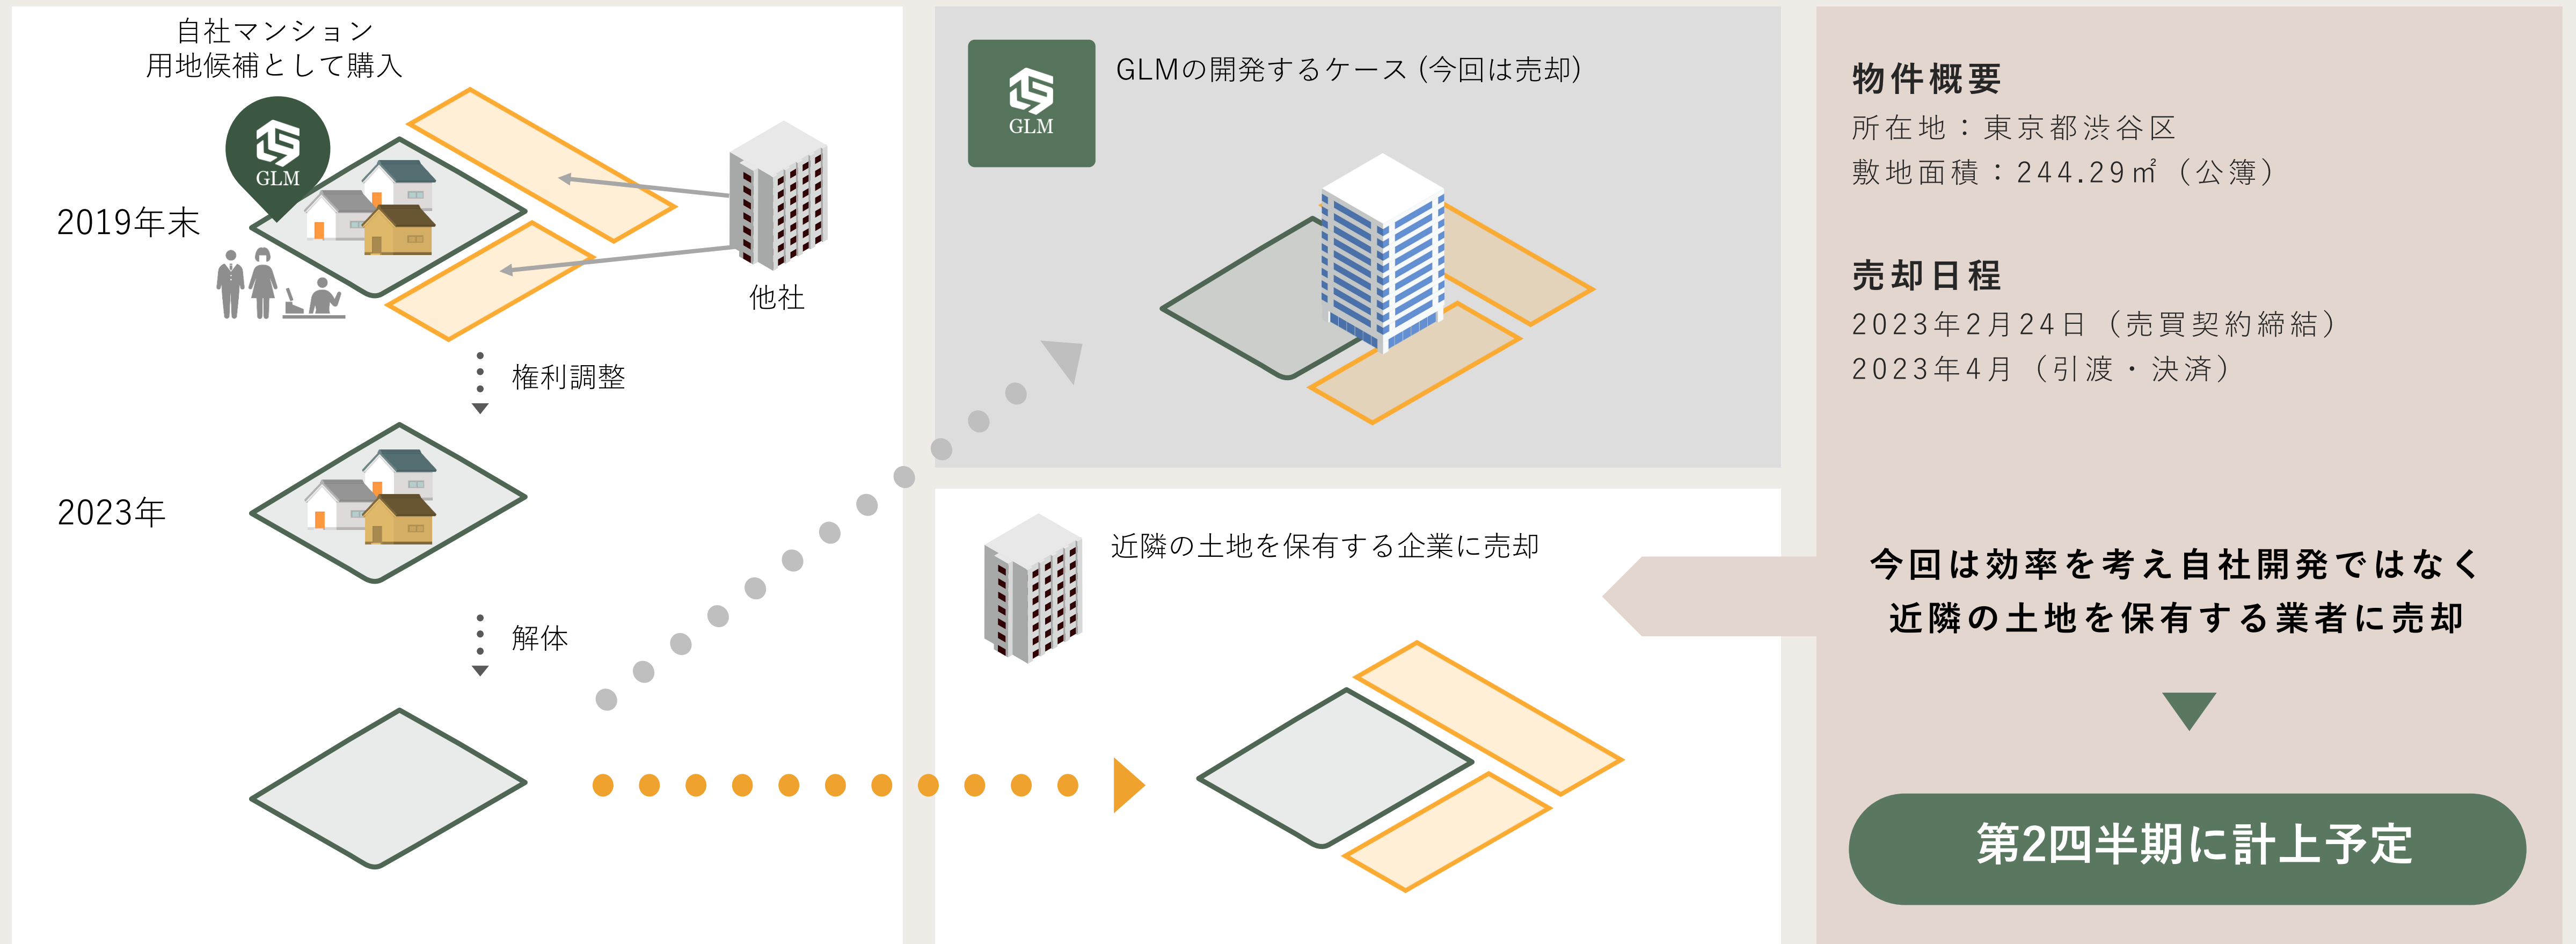 自社マンション
用地候補として購入
GLM
2019年末
他社
権利調整
2023年
解体
GLM
GLMの開発するケース (今回は売却)
近隣の土地を保有する企業に売却
物件概要
所在地：東京都渋谷区
敷地面積：244.29㎡（公簿）
売却日程
2023年2月24日（売買契約締結）
2023年4月（引渡・決済）
今回は効率を考え自社開発ではなく
近隣の土地を保有する業者に売却
第2四半期に計上予定